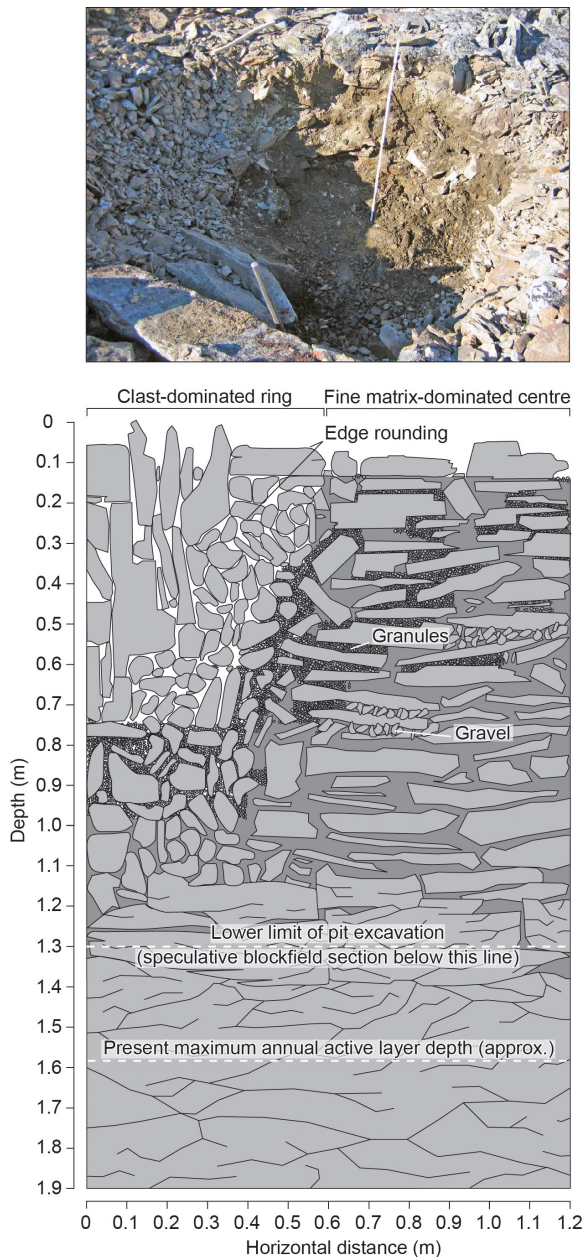 Clast-dominated ring
Fine matrix-dominated centre
0
Edge rounding
0.1
0.2
0.3
0.4
0.5
Granules
0.6
0.7
Gravel
0.8
0.9
Depth (m)
1.0
1.1
1.2
Lower limit of pit excavation
1.3
(speculative blockfield section below this line)
1.4
1.5
Present maximum annual active layer depth (approx.)
1.6
1.7
1.8
1.9
0 0.1 0.2 0.3 0.4 0.5 0.6 0.7 0.8 0.9 1.0 1.1 1.2
Horizontal distance (m)